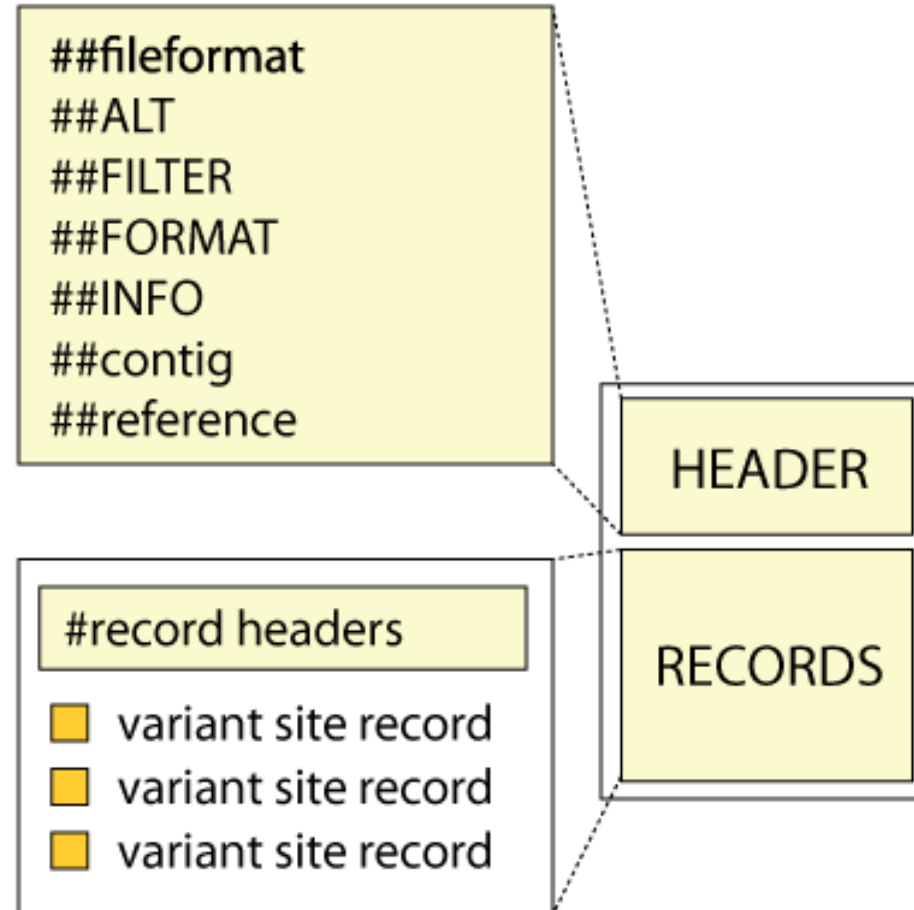 ##fileformat
##ALT
##FILTER
##FORMAT
##INFO
##contig
##reference
HEADER
#record headers
variant site record
variant site record
variant site record
RECORDS